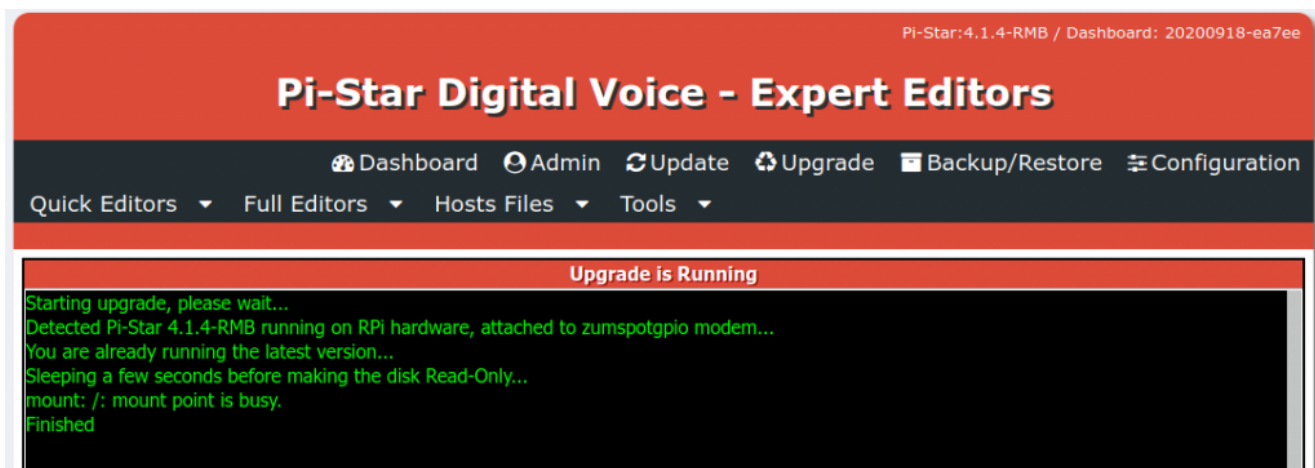 Pi-Star:4.1.4-RMB / Dashboard: 20200918-ea7ee
Pi-Star Digital Voice - Expert Editors
Dashboard Admin Update Upgrade Backup/Restore Configuration
Quick Editors Full Editors Hosts Files Tools
Upgrade is Running
Starting upgrade, please wait...
Detected Pi-Star 4.1.4-RMB running on RPi hardware, attached to zumspotgpio modem...
You are already running the latest version...
Sleeping a few seconds before making the disk Read-Only...
mount: /: mount point is busy.
Finished